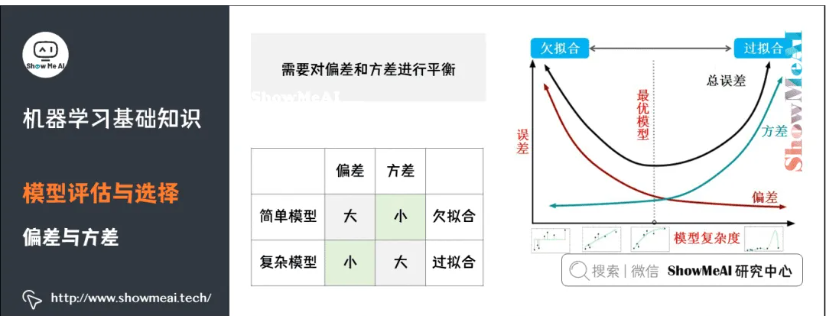 Show Me AI
机器学习基础知识
模型评估与选择
偏差与方差
http://www.showmeai.tech/
需要对偏差和方差进行平衡
ShowMeAI
偏差 方差
简单模型 大 小 欠拟合
复杂模型 小 大 过拟合
欠拟合 过拟合
总误差
最优模型
方差
误差
偏差
模型复杂度
ShowMeAI
搜索 | 微信 ShowMeAI 研究中心